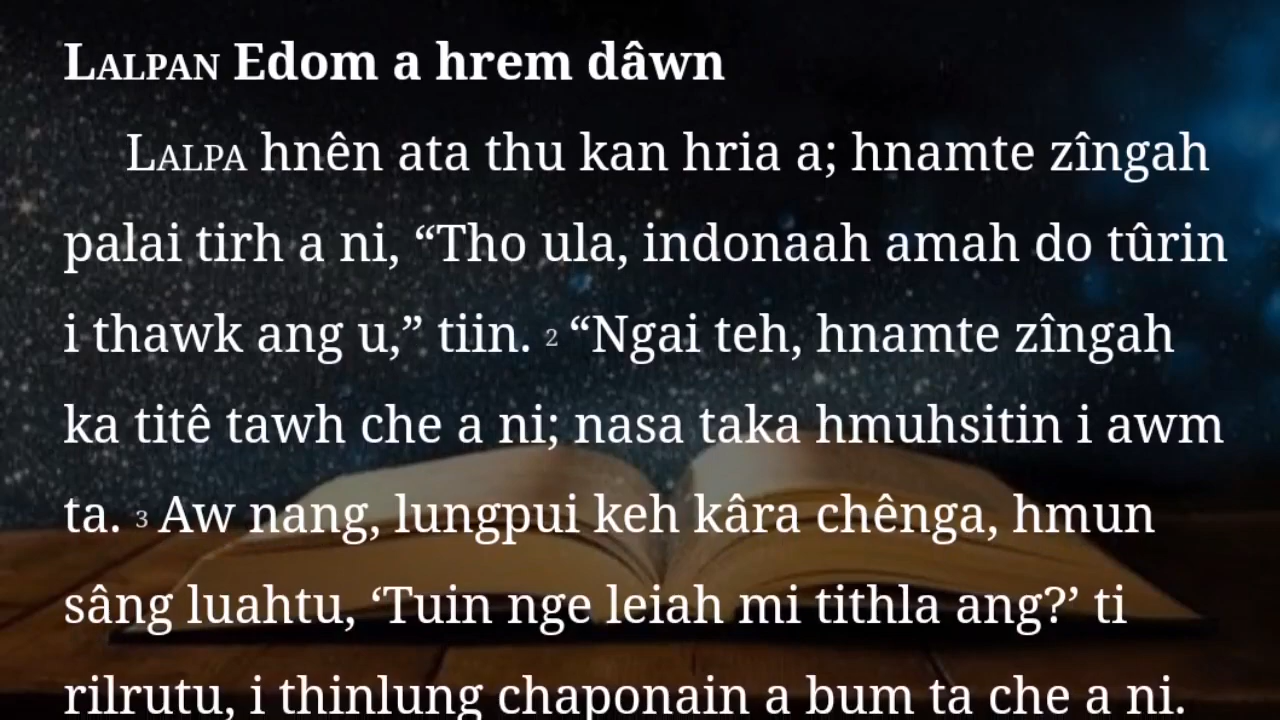 LALPAN Edom a hrem dâwn
LALPA hnên ata thu kan hria a; hnamte zîngah
palai tirh a ni, “Tho ula, indonaah amah do tûrin
i thawk ang u,” tiin. 2 “Ngai teh, hnamte zîngah
ka titê tawh che a ni; nasa taka hmuhsitin i awm
ta. 3 Aw nang, lungpui keh kâra chênga, hmun
sâng luahtu, ‘Tuin nge leiah mi tithla ang?’ ti
rilrutu, i thinlung chaponain a bum ta che a ni.